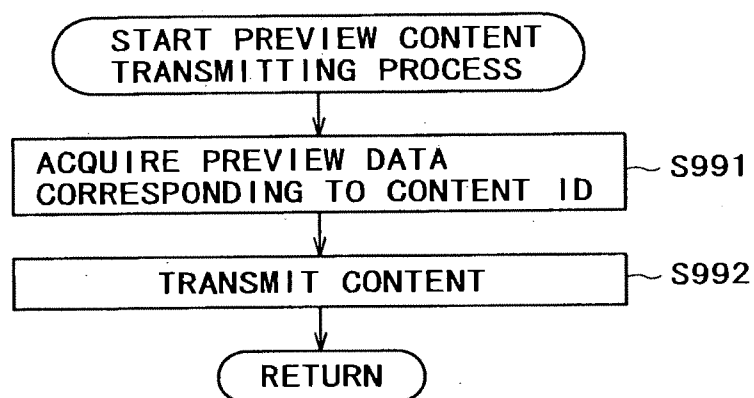 START PREVIEW CONTENT
TRANSMITTING PROCESS
ACQUIRE PREVIEW DATA
CORRESPONDING TO CONTENT ID
S991
TRANSMIT CONTENT
S992
RETURN